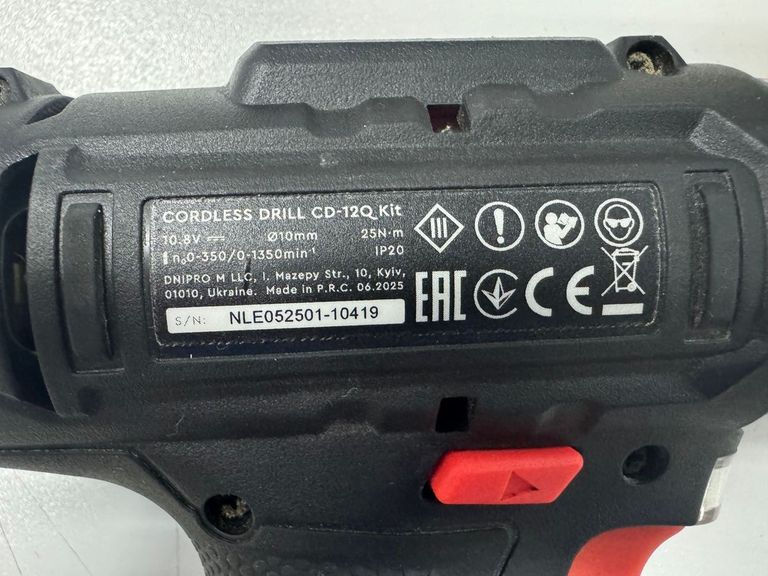 CORDLESS DRILL CD-12Q Kit
10.8V ⎓ Ø10mm 25N·m
n₀0-350/0-1350min⁻¹ IP20
DNIPRO M LLC, I. Mazepy Str., 10, Kyiv,
01010, Ukraine. Made in P.R.C. 06.2025
S/N: NLE052501-10419
III
EAC
CE